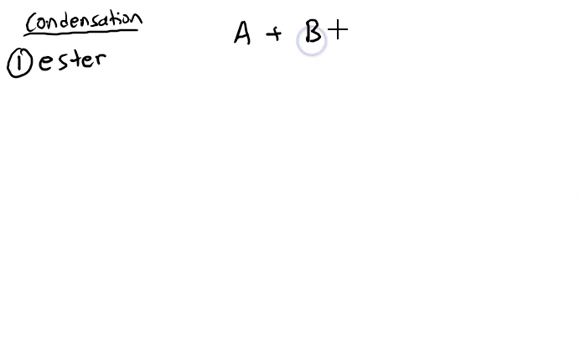 Condensation
① ester
A + B